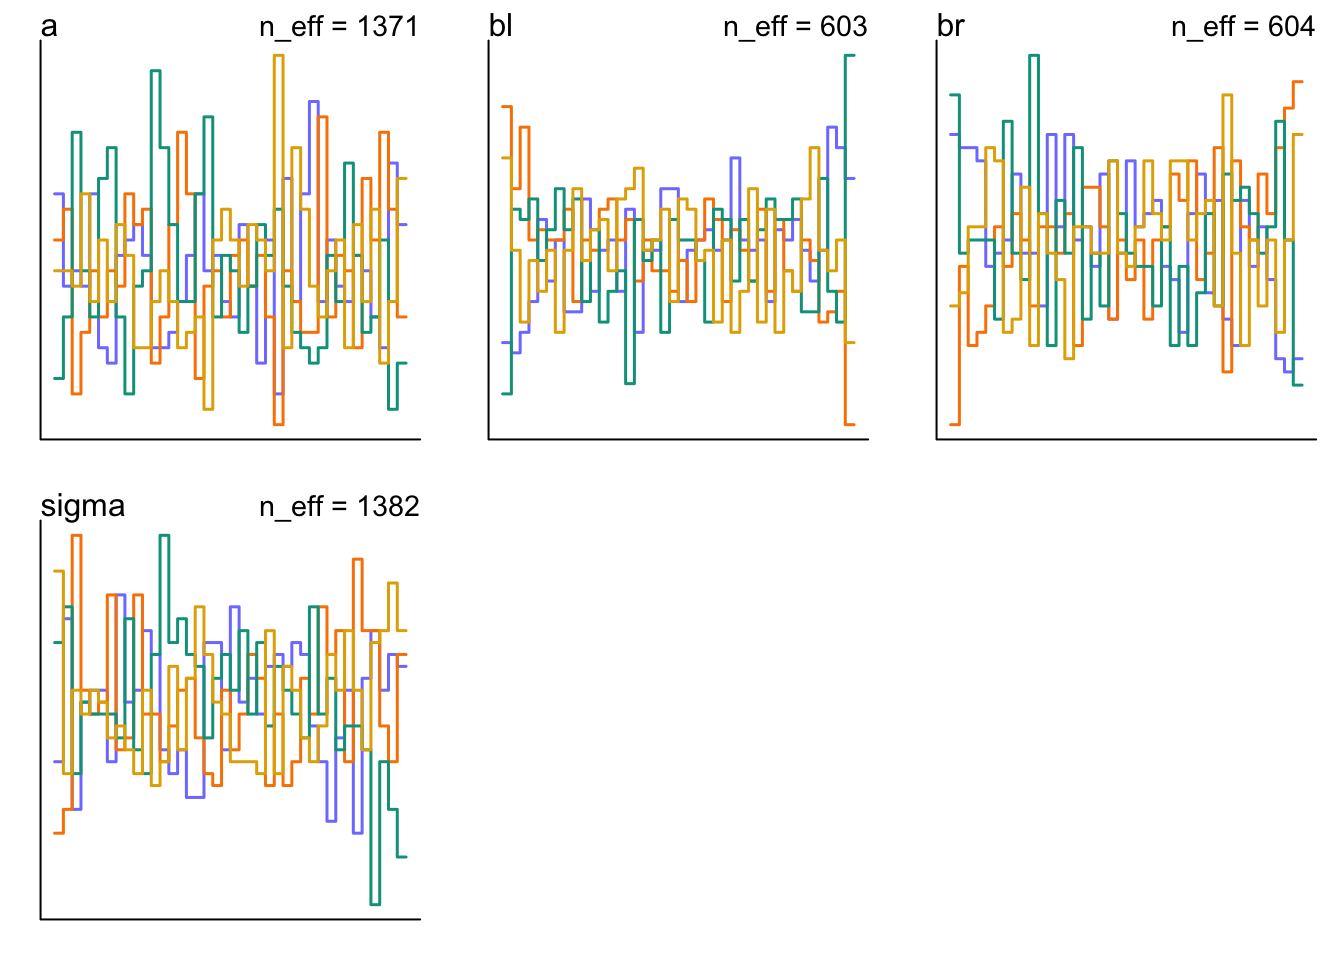 a n_eff = 1371 bl n_eff = 603 br n_eff = 604
sigma n_eff = 1382